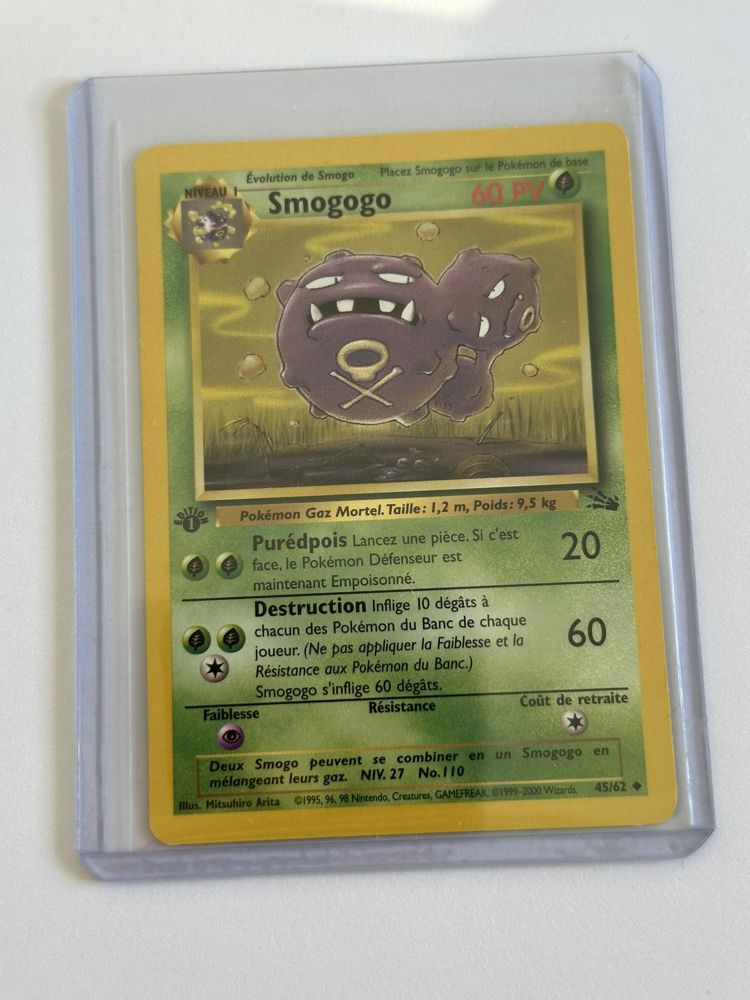 Évolution de Smogo
Placez Smogogo sur le Pokémon de base
NIVEAU 1
Smogogo
60 PV
Pokémon Gaz Mortel. Taille: 1,2 m, Poids: 9,5 kg
EDITION
1
Purédpois Lancez une pièce. Si c'est
face, le Pokémon Défenseur est
maintenant Empoisonné.
20
Destruction Inflige 10 dégâts à
chacun des Pokémon du Banc de chaque
joueur. (Ne pas appliquer la Faiblesse et la
Résistance aux Pokémon du Banc.)
Smogogo s'inflige 60 dégâts.
60
Faiblesse
Résistance
Coût de retraite
Deux Smogo peuvent se combiner en un Smogogo en
mélangeant leurs gaz. NIV. 27 No. 110
Illus. Mitsuhiro Arita ©1995, 96, 98 Nintendo, Creatures, GAMEFREAK. ©1999-2000 Wizards. 45/62